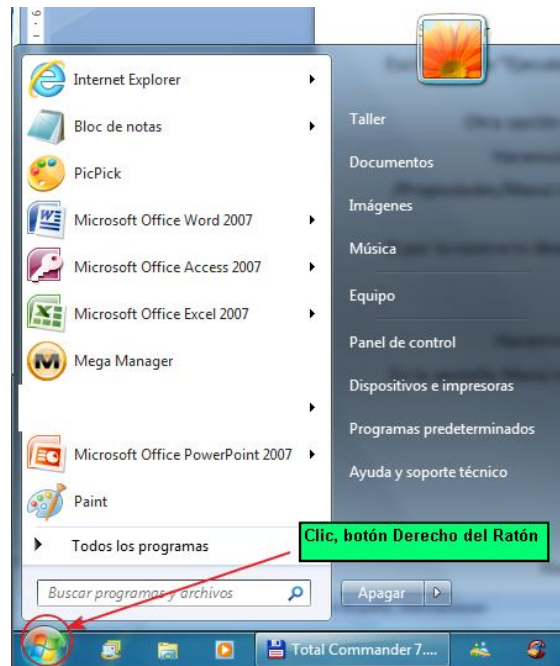 Internet Explorer
Bloc de notas
PicPick
Microsoft Office Word 2007
Microsoft Office Access 2007
Microsoft Office Excel 2007
Mega Manager
Microsoft Office PowerPoint 2007
Paint
Todos los programas
Buscar programas y archivos
Taller
Documentos
Imágenes
Música
Equipo
Panel de control
Dispositivos e impresoras
Programas predeterminados
Ayuda y soporte técnico
Clic, botón Derecho del Ratón
Apagar
Total Commander 7....